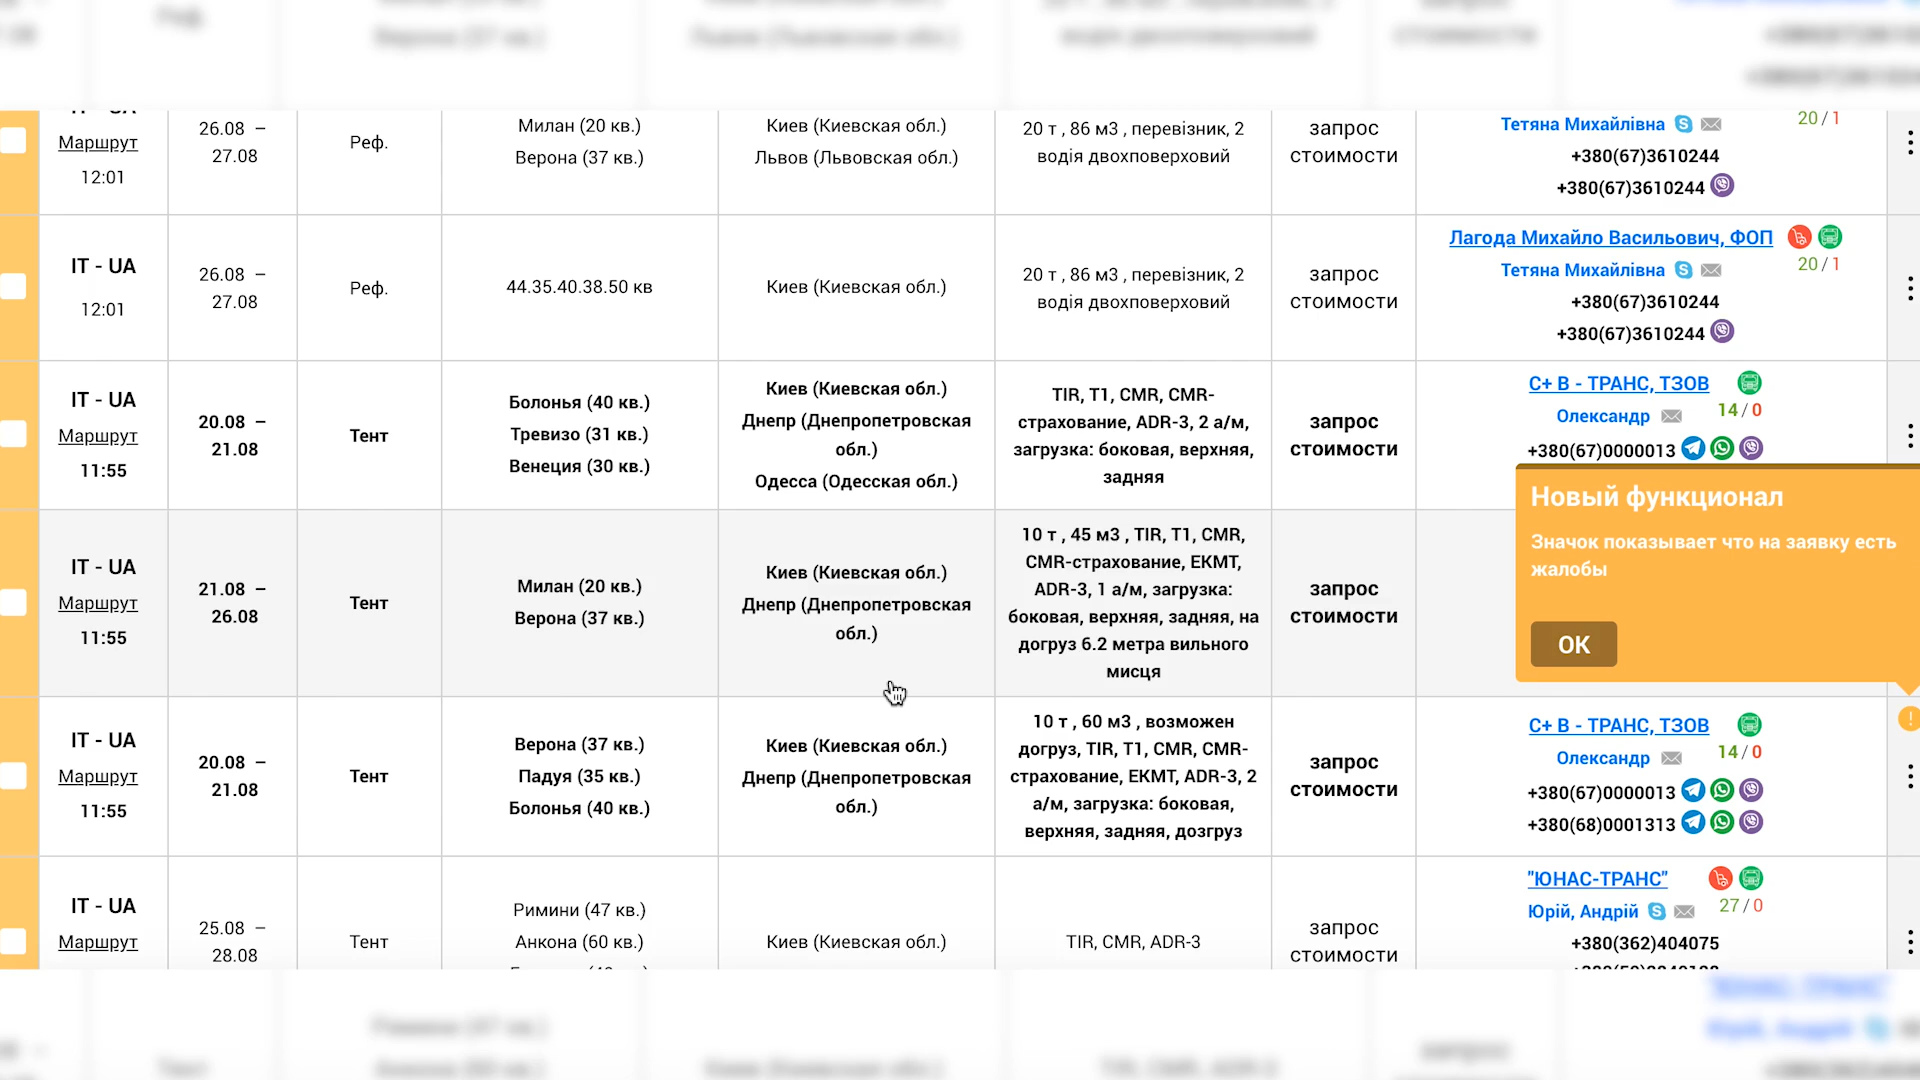 Маршрут
12:01
26.08 –
27.08
Реф.
Милан (20 кв.)
Верона (37 кв.)
Киев (Киевская обл.)
Львов (Львовская обл.)
20 т , 86 м3 , перевізник, 2
водія двохповерховий
запрос
стоимости
Тетяна Михайлівна
20 / 1
+380(67)3610244
+380(67)3610244
IT - UA
12:01
26.08 –
27.08
Реф.
44.35.40.38.50 кв
Киев (Киевская обл.)
20 т , 86 м3 , перевізник, 2
водія двохповерховий
запрос
стоимости
Лагода Михайло Васильович, ФОП
Тетяна Михайлівна
20 / 1
+380(67)3610244
+380(67)3610244
IT - UA
Маршрут
11:55
20.08 –
21.08
Тент
Болонья (40 кв.)
Тревизо (31 кв.)
Венеция (30 кв.)
Киев (Киевская обл.)
Днепр (Днепропетровская
обл.)
Одесса (Одесская обл.)
TIR, T1, CMR, CMR-
страхование, ADR-3, 2 а/м,
загрузка: боковая, верхняя,
задняя
запрос
стоимости
С+ В - ТРАНС, ТЗОВ
Олександр
14 / 0
+380(67)0000013
Новый функционал
Значок показывает что на заявку есть
жалобы
ОК
IT - UA
Маршрут
11:55
21.08 –
26.08
Тент
Милан (20 кв.)
Верона (37 кв.)
Киев (Киевская обл.)
Днепр (Днепропетровская
обл.)
10 т , 45 м3 , TIR, T1, CMR,
CMR-страхование, ЕКМТ,
ADR-3, 1 а/м, загрузка:
боковая, верхняя, задняя, на
догруз 6.2 метра вильного
мисця
запрос
стоимости
IT - UA
Маршрут
11:55
20.08 –
21.08
Тент
Верона (37 кв.)
Падуя (35 кв.)
Болонья (40 кв.)
Киев (Киевская обл.)
Днепр (Днепропетровская
обл.)
10 т , 60 м3 , возможен
догруз, TIR, T1, CMR, CMR-
страхование, ЕКМТ, ADR-3, 2
а/м, загрузка: боковая,
верхняя, задняя, дозгруз
запрос
стоимости
С+ В - ТРАНС, ТЗОВ
Олександр
14 / 0
+380(67)0000013
+380(68)0001313
IT - UA
Маршрут
25.08 –
28.08
Тент
Римини (47 кв.)
Анкона (60 кв.)
Киев (Киевская обл.)
TIR, CMR, ADR-3
запрос
стоимости
"ЮНАС-ТРАНС"
Юрій, Андрій
27 / 0
+380(362)404075